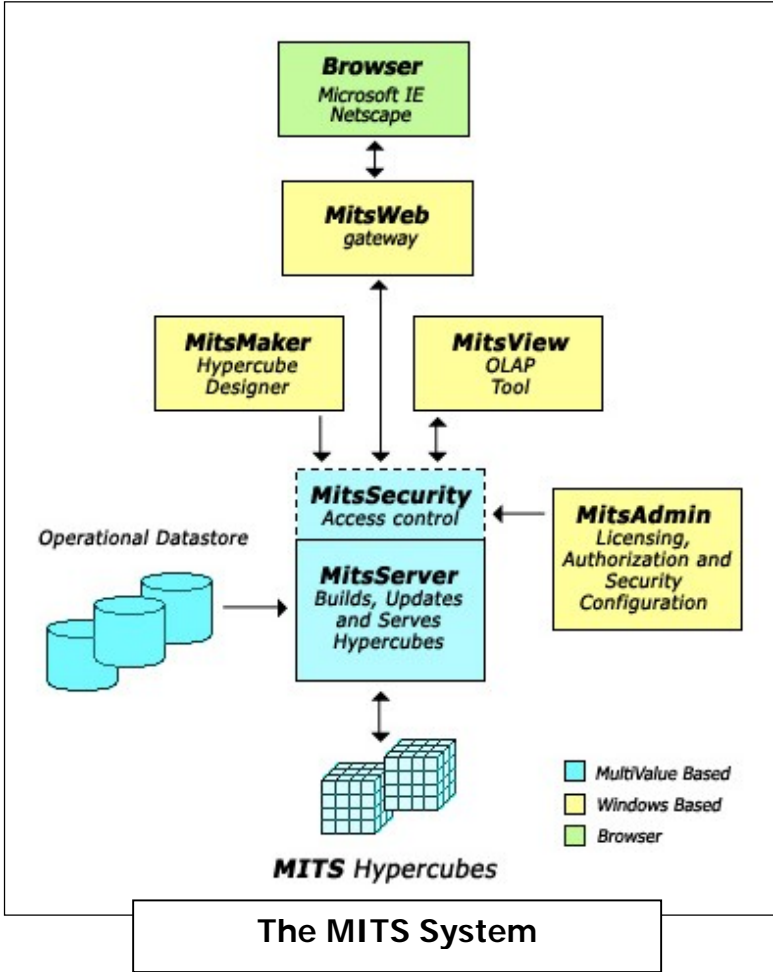 Browser
Microsoft IE
Netscape
MitsWeb
gateway
MitsMaker
Hypercube
Designer
MitsView
OLAP
Tool
MitsSecurity
Access control
MitsAdmin
Licensing,
Authorization and
Security
Configuration
Operational Datastore
MitsServer
Builds, Updates
and Serves
Hypercubes
MultiValue Based
Windows Based
Browser
MITS Hypercubes
The MITS System